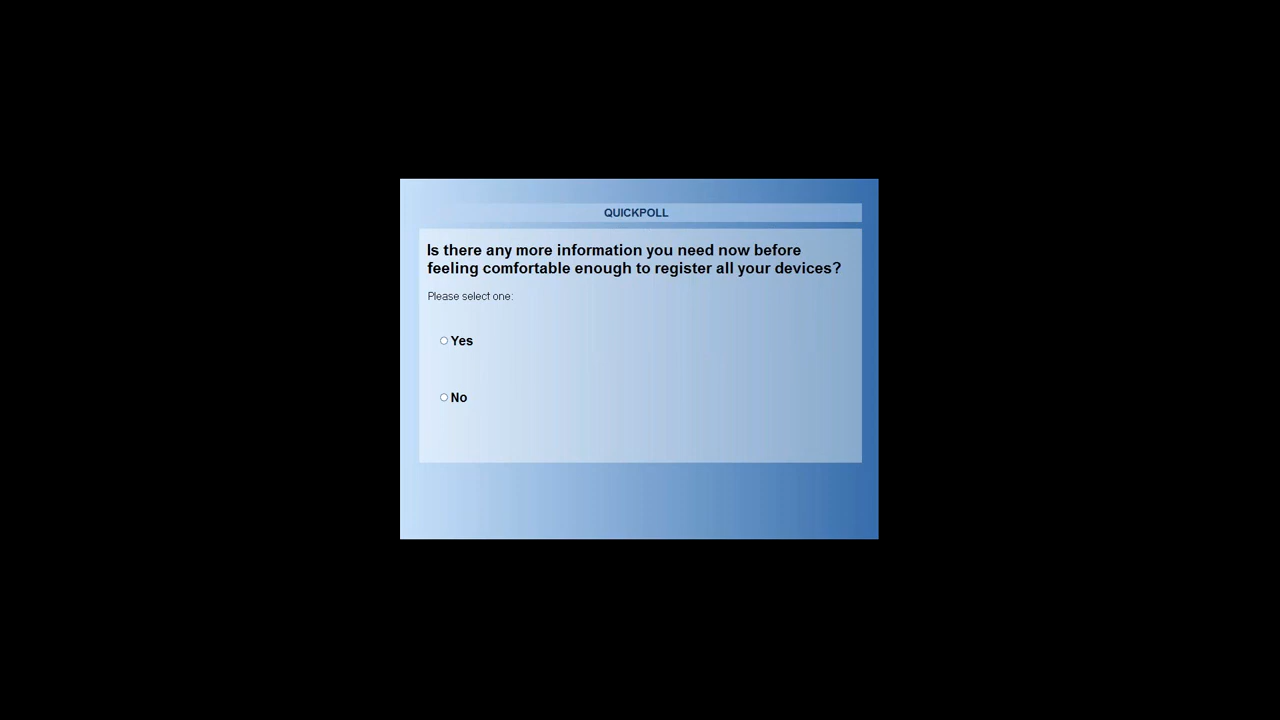 QUICKPOLL
Is there any more information you need now before
feeling comfortable enough to register all your devices?
Please select one:
Yes
No